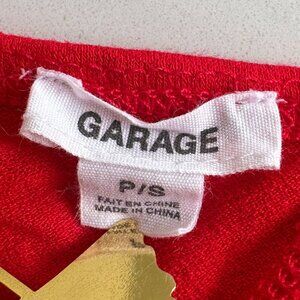 GARAGE
P/S
FAIT EN CHINE
MADE IN CHINA